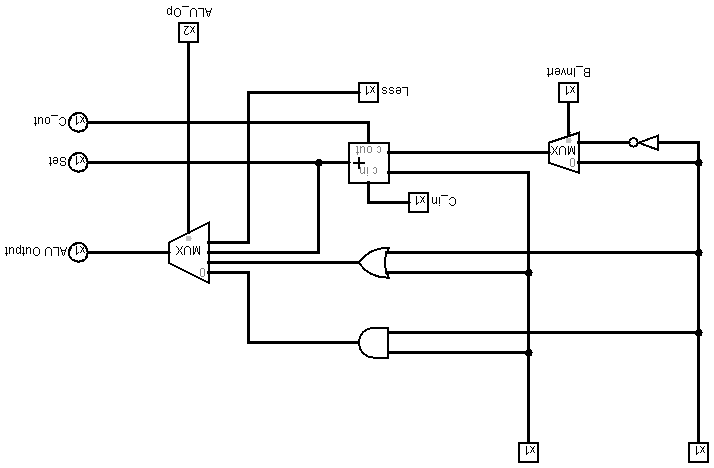 x1
x1
0
MUX
x1 ALU Output
C_in x1
c in
0
+
x1 Set
MUX
c out
x1 C_out
x1
B_Invert
Less x1
x2
ALU_Op